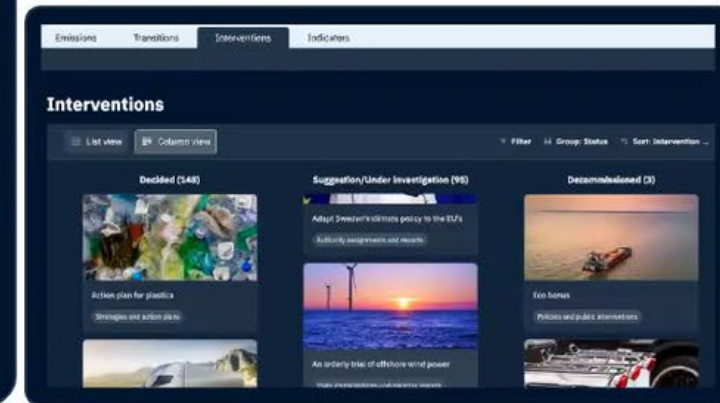 Emissions Transitions Interventions Indicators
Interventions
List view Column view Filter Group: Status Sort: Intervention ...
Decided (148) Suggestion/Under investigation (95) Decommissioned (3)
Adapt Sweden's climate policy to the EU's
Authority assignments and reports
Action plan for plastics Eco bonus
Strategies and action plans Policies and public interventions
An orderly trial of offshore wind power